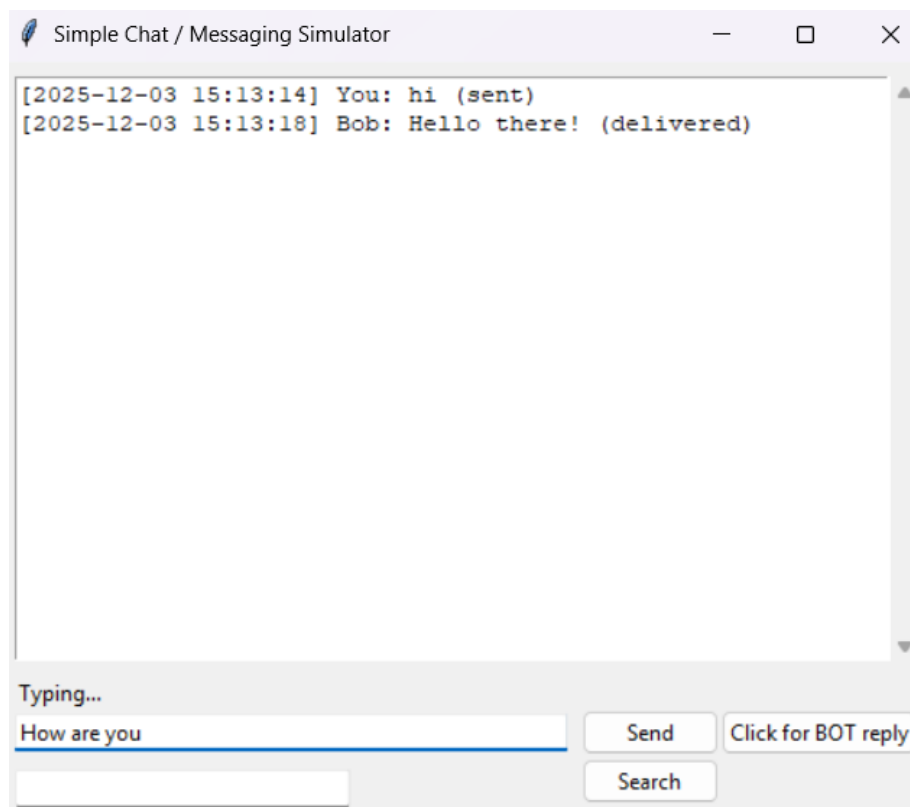 Simple Chat / Messaging Simulator
[2025-12-03 15:13:14] You: hi (sent)
[2025-12-03 15:13:18] Bob: Hello there! (delivered)
Typing...
How are you Send Click for BOT reply
Search